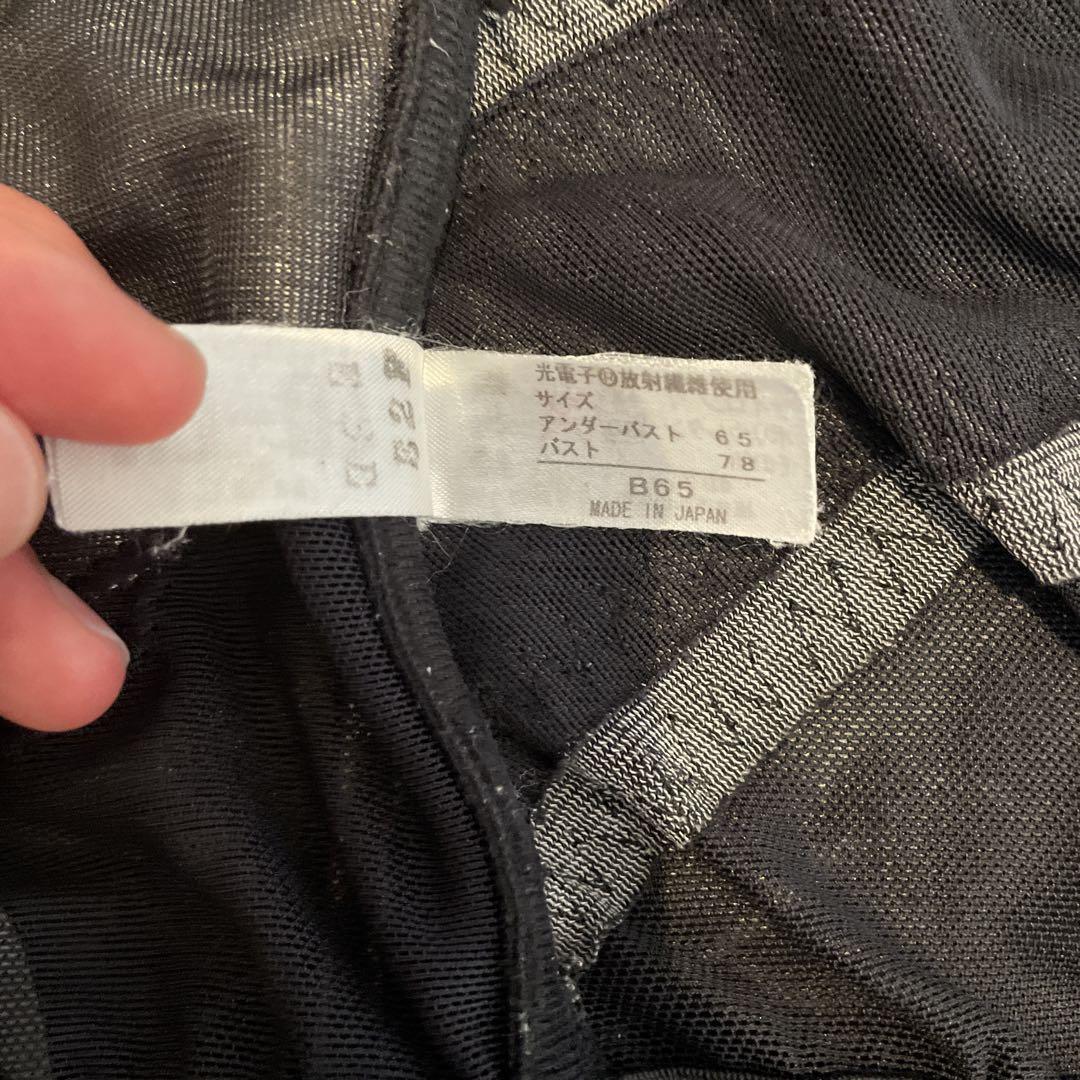 光電子Ⓡ放射繊維使用
サイズ
アンダーバスト 65
バスト 78
B65
MADE IN JAPAN